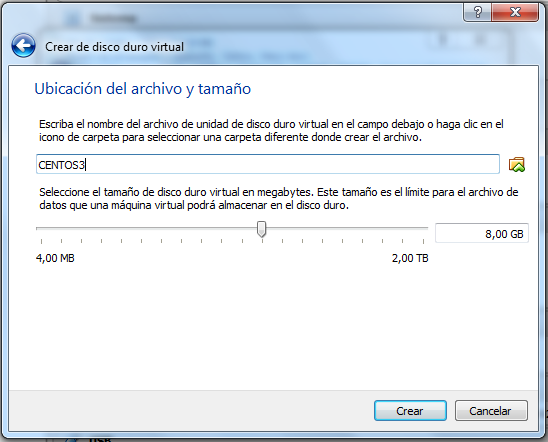 Crear de disco duro virtual
Ubicación del archivo y tamaño
Escriba el nombre del archivo de unidad de disco duro virtual en el campo debajo o haga clic en el
icono de carpeta para seleccionar una carpeta diferente donde crear el archivo.
CENTOS3
Seleccione el tamaño de disco duro virtual en megabytes. Este tamaño es el límite para el archivo de
datos que una máquina virtual podrá almacenar en el disco duro.
8,00 GB
4,00 MB 2,00 TB
Crear Cancelar
USB